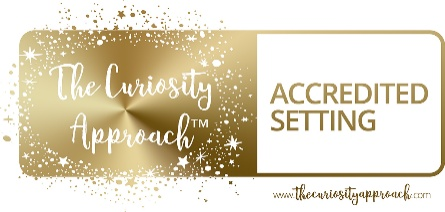 The Curiosity
Approach™
ACCREDITED
SETTING
www.thecuriosityapproach.com